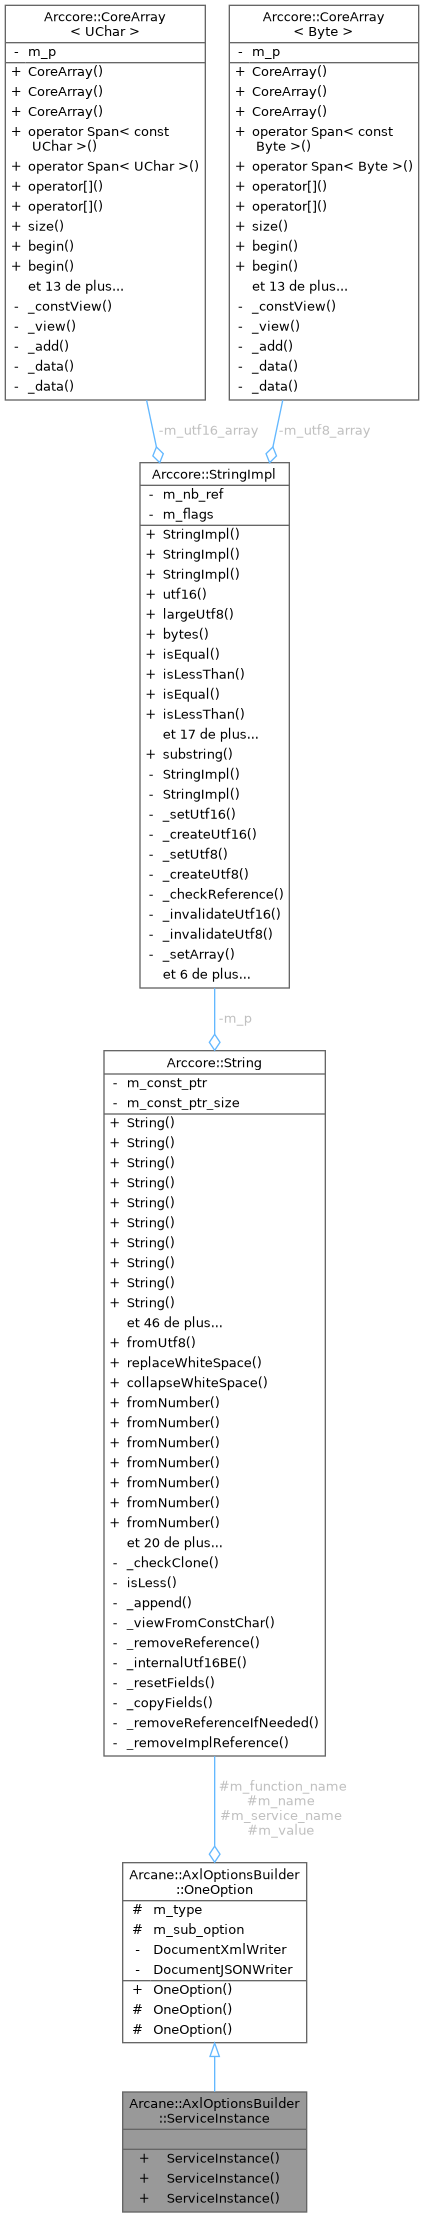 Arccore::CoreArray
< UChar >
- m_p
+ CoreArray()
+ CoreArray()
+ CoreArray()
+ operator Span< const
UChar >()
+ operator Span< UChar >()
+ operator[]()
+ operator[]()
+ size()
+ begin()
+ begin()
et 13 de plus...
- _constView()
- _view()
- _add()
- _data()
- _data()
Arccore::CoreArray
< Byte >
- m_p
+ CoreArray()
+ CoreArray()
+ CoreArray()
+ operator Span< const
Byte >()
+ operator Span< Byte >()
+ operator[]()
+ operator[]()
+ size()
+ begin()
+ begin()
et 13 de plus...
- _constView()
- _view()
- _add()
- _data()
- _data()
-m_utf16_array
-m_utf8_array
Arccore::StringImpl
- m_nb_ref
- m_flags
+ StringImpl()
+ StringImpl()
+ StringImpl()
+ utf16()
+ largeUtf8()
+ bytes()
+ isEqual()
+ isLessThan()
+ isEqual()
+ isLessThan()
et 17 de plus...
+ substring()
- StringImpl()
- StringImpl()
- _setUtf16()
- _createUtf16()
- _setUtf8()
- _createUtf8()
- _checkReference()
- _invalidateUtf16()
- _invalidateUtf8()
- _setArray()
et 6 de plus...
-m_p
Arccore::String
- m_const_ptr
- m_const_ptr_size
+ String()
+ String()
+ String()
+ String()
+ String()
+ String()
+ String()
+ String()
+ String()
+ String()
et 46 de plus...
+ fromUtf8()
+ replaceWhiteSpace()
+ collapseWhiteSpace()
+ fromNumber()
+ fromNumber()
+ fromNumber()
+ fromNumber()
+ fromNumber()
+ fromNumber()
+ fromNumber()
et 20 de plus...
- _checkClone()
- isLess()
- _append()
- _viewFromConstChar()
- _removeReference()
- _internalUtf16BE()
- _resetFields()
- _copyFields()
- _removeReferenceIfNeeded()
- _removeImplReference()
#m_function_name
#m_name
#m_service_name
#m_value
Arcane::AxlOptionsBuilder
::OneOption
# m_type
# m_sub_option
- DocumentXmlWriter
- DocumentJSONWriter
+ OneOption()
# OneOption()
# OneOption()
Arcane::AxlOptionsBuilder
::ServiceInstance
+ ServiceInstance()
+ ServiceInstance()
+ ServiceInstance()